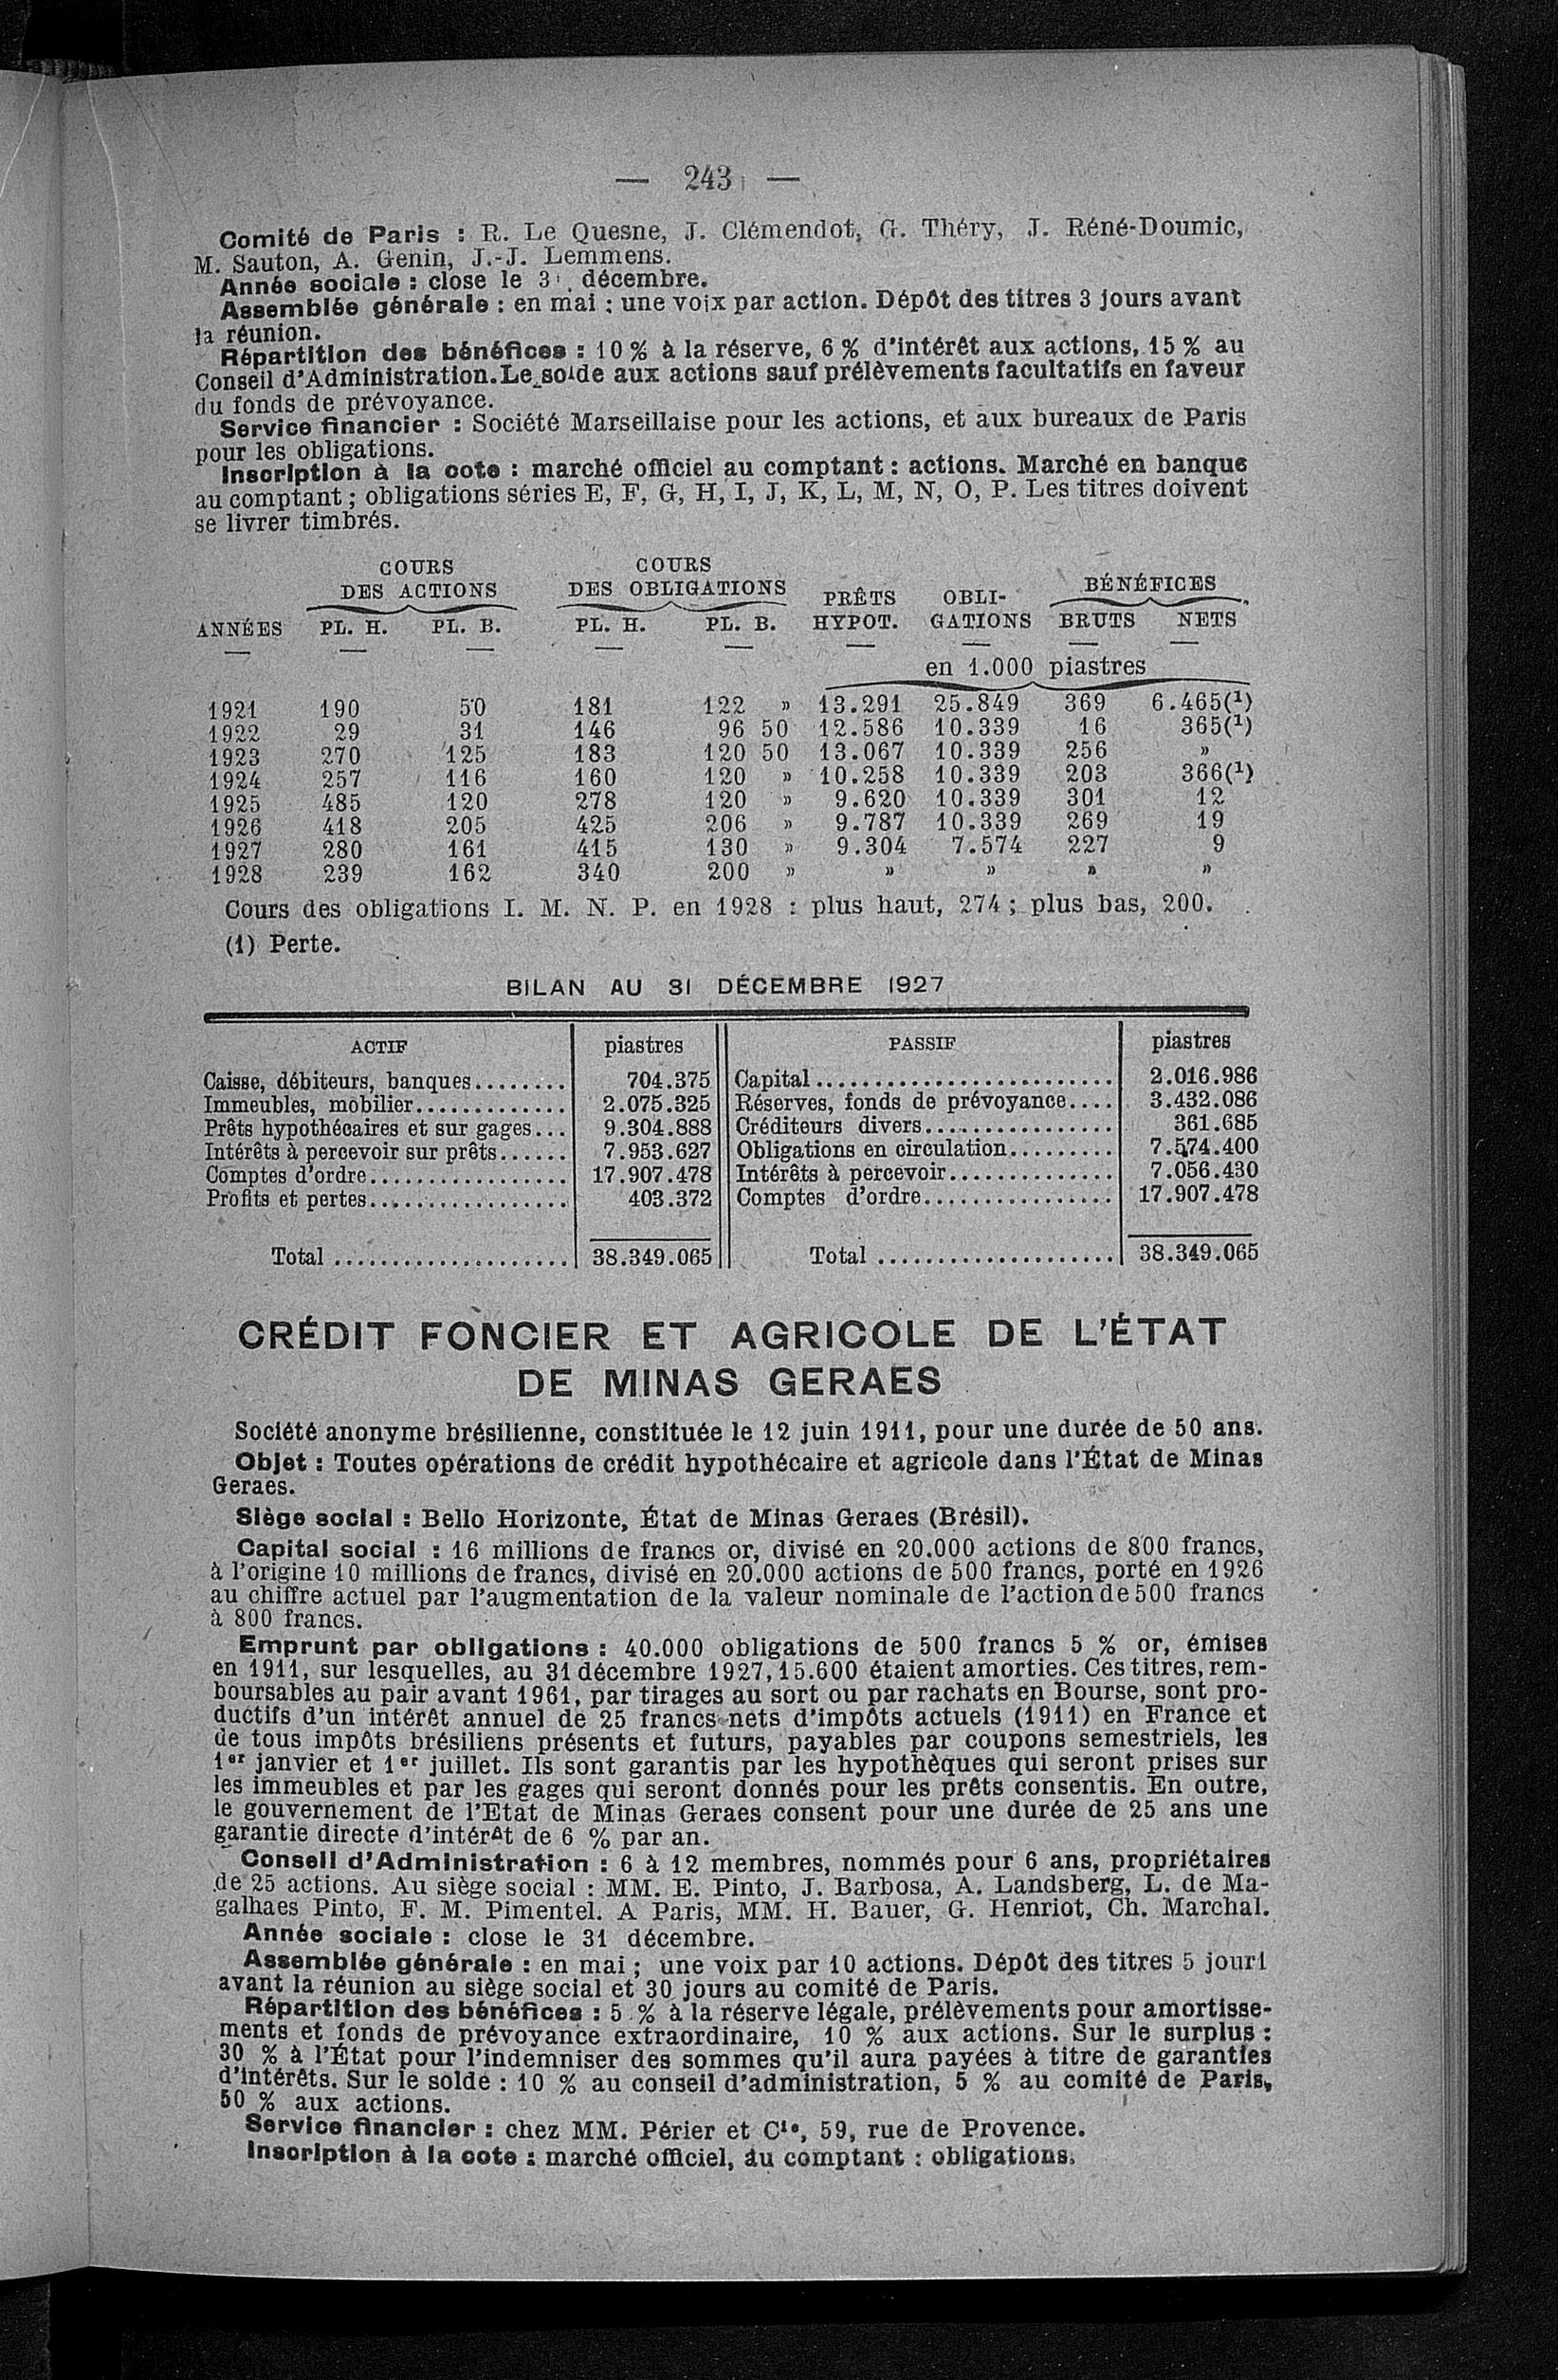 — 243 —
Comité de Paris : R. Le Quesne, J. Clémendot, G. Théry, J. Réné-Doumic,
M. Sauton, A. Genin, J.-J. Lemmens.
Année sociale : close le 3 décembre.
Assemblée générale : en mai ; une voix par action. Dépôt des titres 3 jours avant
la réunion.
Répartition des bénéfices : 10 % à la réserve, 6 % d'intérêt aux actions, 15 % au
Conseil d'Administration. Le solde aux actions sauf prélèvements facultatifs en faveur
du fonds de prévoyance.
Service financier : Société Marseillaise pour les actions, et aux bureaux de Paris
pour les obligations.
Inscription à la cote : marché officiel au comptant : actions. Marché en banque
au comptant ; obligations séries E, F, G, H, I, J, K, L, M, N, O, P. Les titres doivent
se livrer timbrés.
COURS COURS
DES ACTIONS DES OBLIGATIONS PRÊTS OBLI- BÉNÉFICES
ANNÉES PL. H. PL. B. PL. H. PL. B. HYPOT. GATIONS BRUTS NETS
en 1.000 piastres
1921 190 50 181 122 » 13.291 25.849 369 6.465(1)
1922 29 31 146 96 50 12.586 10.339 16 365(1)
1923 270 125 183 120 50 13.067 10.339 256 »
1924 257 116 160 120 » 10.258 10.339 203 366(1)
1925 485 120 278 120 » 9.620 10.339 301 12
1926 418 205 425 206 » 9.787 10.339 269 19
1927 280 161 415 130 » 9.304 7.574 227 9
1928 239 162 340 200 » » » » »
Cours des obligations I. M. N. P. en 1928 : plus haut, 274 ; plus bas, 200.
(1) Perte.
BILAN AU 31 DÉCEMBRE 1927
ACTIF piastres PASSIF piastres
Caisse, débiteurs, banques........ 704.375 Capital.......................... 2.016.986
Immeubles, mobilier............. 2.075.325 Réserves, fonds de prévoyance.... 3.432.086
Prêts hypothécaires et sur gages... 9.304.888 Créditeurs divers................ 361.685
Intérêts à percevoir sur prêts...... 7.953.627 Obligations en circulation......... 7.574.400
Comptes d'ordre................. 17.907.478 Intérêts à percevoir.............. 7.056.430
Profits et pertes................. 403.372 Comptes d'ordre................ 17.907.478
Total .................... 38.349.065 Total .................... 38.349.065
CRÉDIT FONCIER ET AGRICOLE DE L'ÉTAT
DE MINAS GERAES
Société anonyme brésilienne, constituée le 12 juin 1911, pour une durée de 50 ans.
Objet : Toutes opérations de crédit hypothécaire et agricole dans l'État de Minas
Geraes.
Siège social : Bello Horizonte, État de Minas Geraes (Brésil).
Capital social : 16 millions de francs or, divisé en 20.000 actions de 800 francs,
à l'origine 10 millions de francs, divisé en 20.000 actions de 500 francs, porté en 1926
au chiffre actuel par l'augmentation de la valeur nominale de l'action de 500 francs
à 800 francs.
Emprunt par obligations : 40.000 obligations de 500 francs 5 % or, émises
en 1911, sur lesquelles, au 31 décembre 1927, 15.600 étaient amorties. Ces titres, rem-
boursables au pair avant 1961, par tirages au sort ou par rachats en Bourse, sont pro-
ductifs d'un intérêt annuel de 25 francs nets d'impôts actuels (1911) en France et
de tous impôts brésiliens présents et futurs, payables par coupons semestriels, les
1er janvier et 1er juillet. Ils sont garantis par les hypothèques qui seront prises sur
les immeubles et par les gages qui seront donnés pour les prêts consentis. En outre,
le gouvernement de l'Etat de Minas Geraes consent pour une durée de 25 ans une
garantie directe d'intérêt de 6 % par an.
Conseil d'Administration : 6 à 12 membres, nommés pour 6 ans, propriétaires
de 25 actions. Au siège social : MM. E. Pinto, J. Barbosa, A. Landsberg, L. de Ma-
galhaes Pinto, F. M. Pimentel. A Paris, MM. H. Bauer, G. Henriot, Ch. Marchal.
Année sociale : close le 31 décembre.
Assemblée générale : en mai ; une voix par 10 actions. Dépôt des titres 5 jourl
avant la réunion au siège social et 30 jours au comité de Paris.
Répartition des bénéfices : 5 % à la réserve légale, prélèvements pour amortisse-
ments et fonds de prévoyance extraordinaire, 10 % aux actions. Sur le surplus :
30 % à l'État pour l'indemniser des sommes qu'il aura payées à titre de garanties
d'intérêts. Sur le solde : 10 % au conseil d'administration, 5 % au comité de Paris,
50 % aux actions.
Service financier : chez MM. Périer et Cie, 59, rue de Provence.
Inscription à la cote : marché officiel, au comptant : obligations.